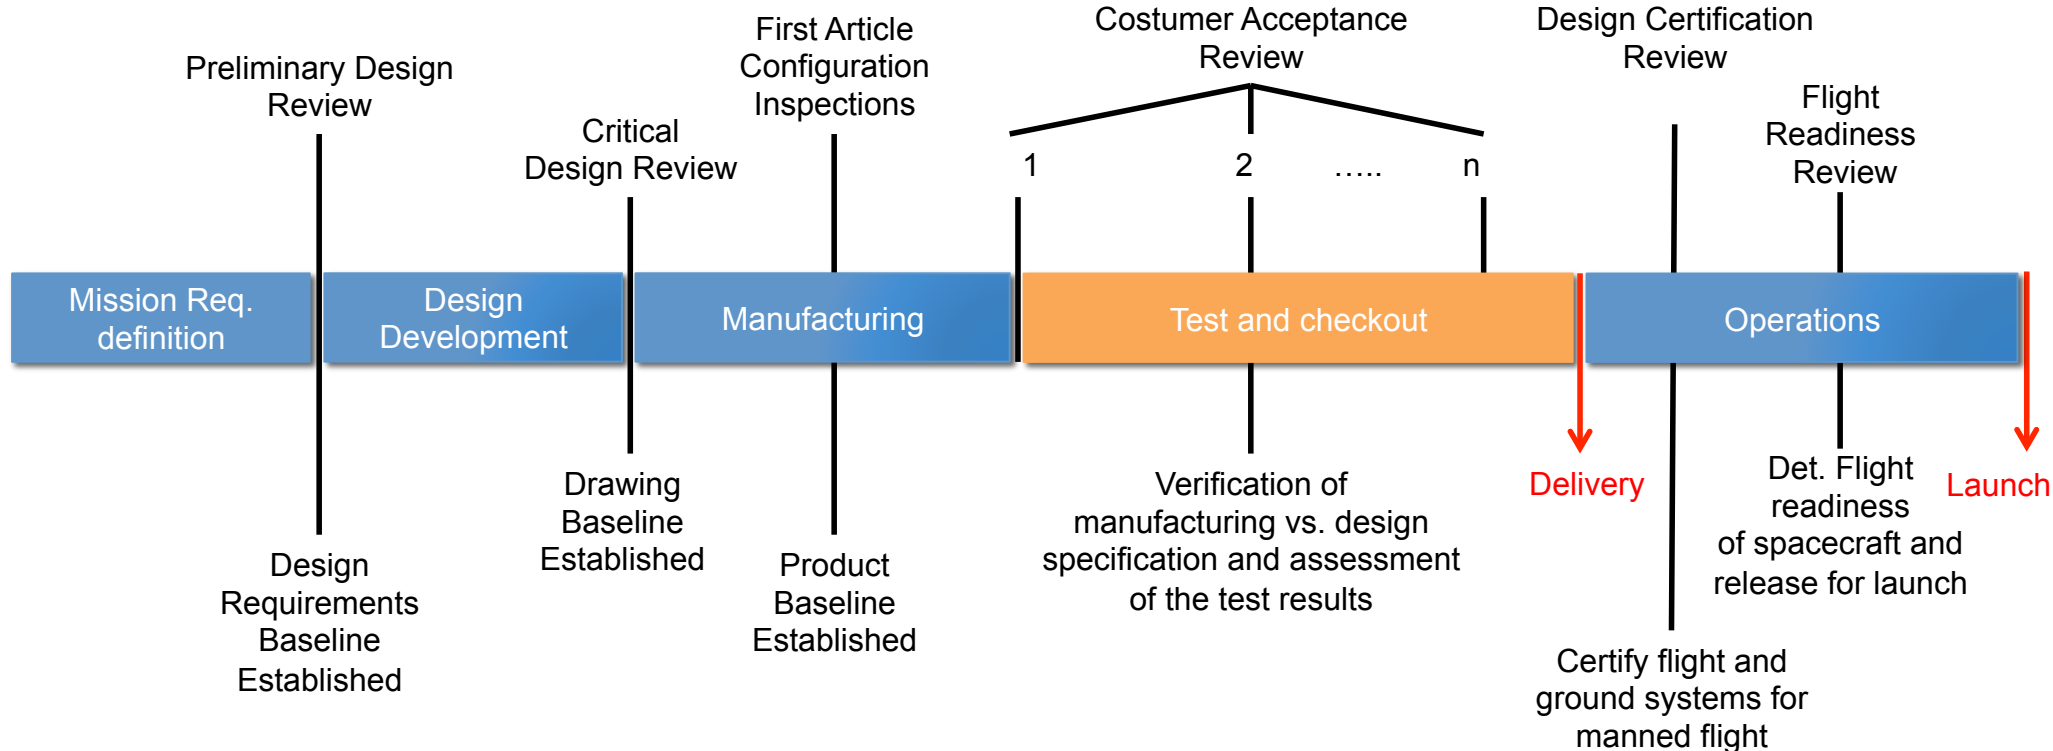 Preliminary Design
Review
Critical
Design Review
First Article
Configuration
Inspections
Costumer Acceptance
Review
1
2
…..
n
Design Certification
Review
Flight
Readiness
Review
Mission Req.
definition
Design
Development
Manufacturing
Test and checkout
Operations
Design
Requirements
Baseline
Established
Drawing
Baseline
Established
Product
Baseline
Established
Verification of
manufacturing vs. design
specification and assessment
of the test results
Delivery
Certify flight and
ground systems for
manned flight
Det. Flight
readiness
of spacecraft and
release for launch
Launch